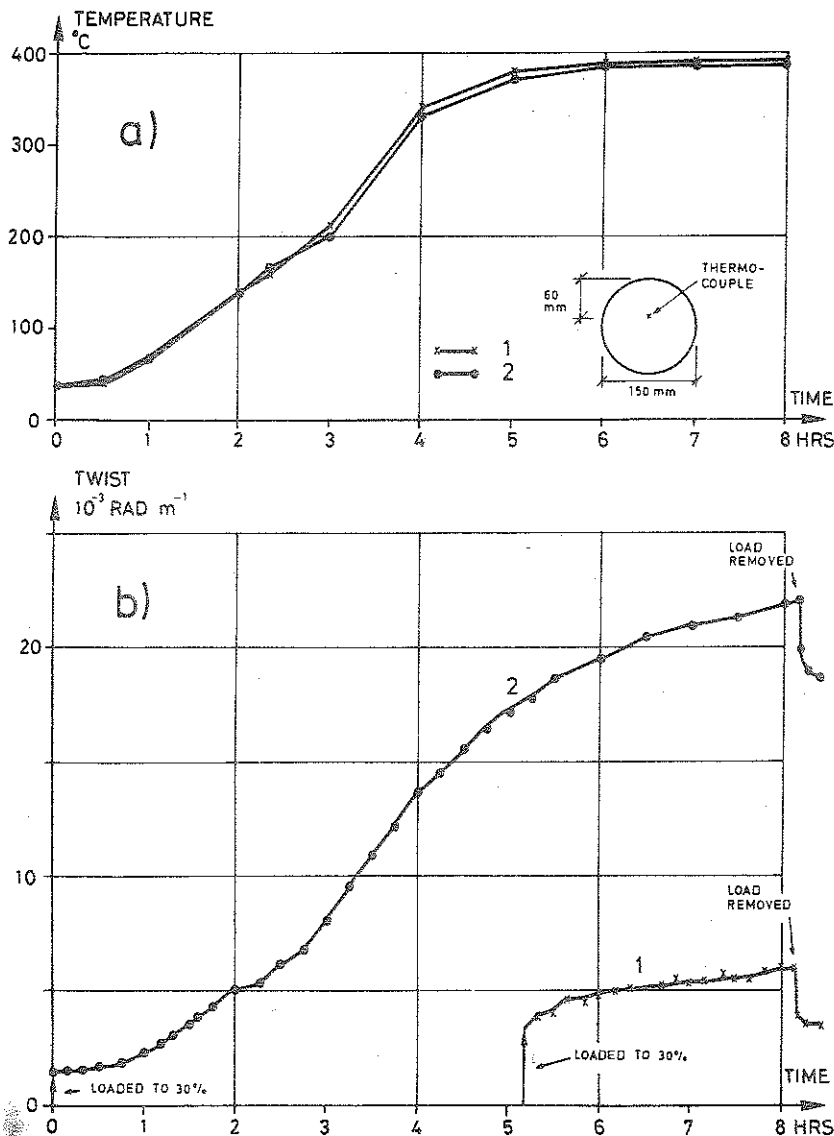 TEMPERATURE
°C
400
300
200
100
0
a)
THERMO-
COUPLE
60
mm
150 mm
1
2
TIME
0 1 2 3 4 5 6 7 8 HRS
TWIST
10⁻³ RAD m⁻¹
20
10
0
b)
LOAD
REMOVED
2
LOAD
REMOVED
1
LOADED TO 30%
LOADED TO 30%
TIME
0 1 2 3 4 5 6 7 8 HRS